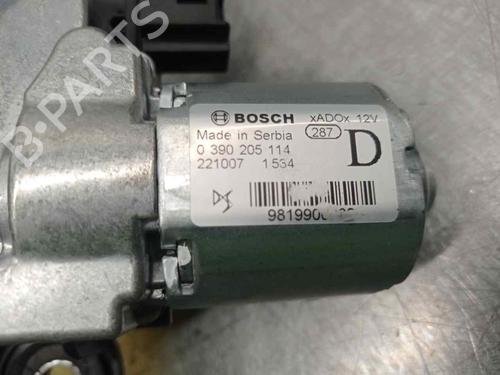 BOSCH xADOx 12V
Made in Serbia 287
0 390 205 114 D
221007 1534
B-Parts